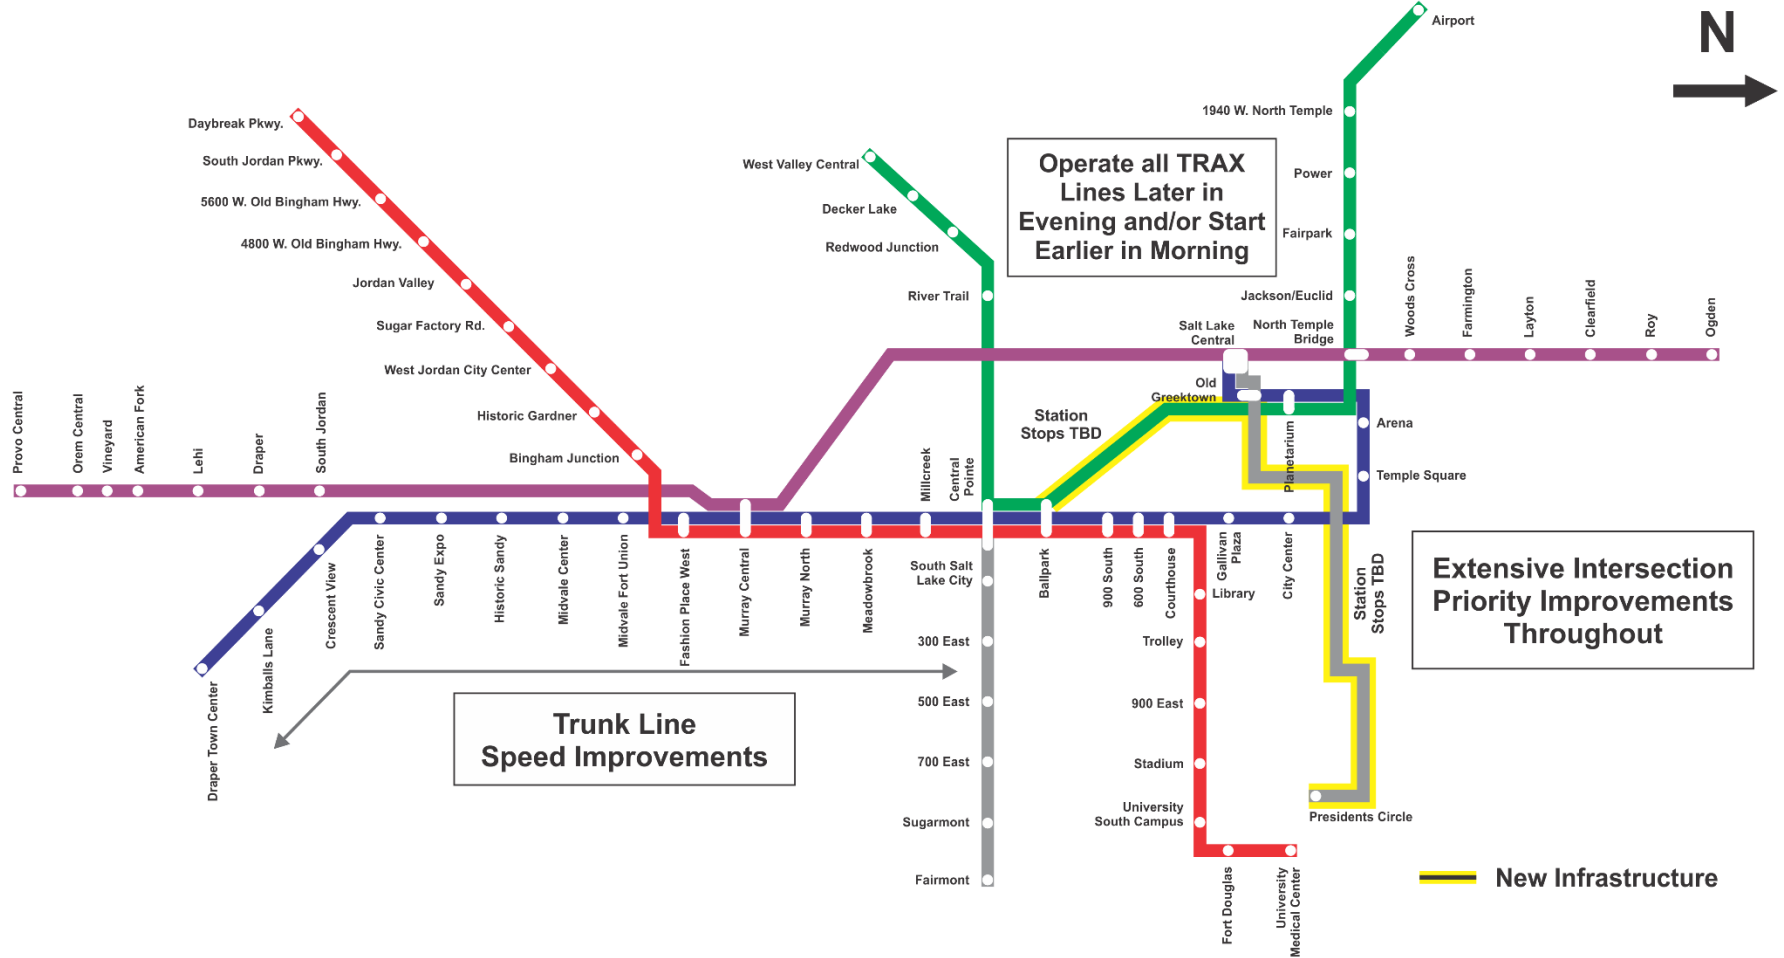 N
Airport
1940 W. North Temple
Power
Fairpark
Jackson/Euclid
North Temple
Bridge
Salt Lake
Central
Woods Cross
Farmington
Layton
Clearfield
Roy
Ogden
Operate all TRAX
Lines Later in
Evening and/or Start
Earlier in Morning
Daybreak Pkwy.
South Jordan Pkwy.
5600 W. Old Bingham Hwy.
4800 W. Old Bingham Hwy.
Jordan Valley
Sugar Factory Rd.
West Jordan City Center
Historic Gardner
Bingham Junction
West Valley Central
Decker Lake
Redwood Junction
River Trail
Old
Greektown
Station
Stops TBD
Planetarium
Arena
Temple Square
Provo Central
Orem Central
Vineyard
American Fork
Lehi
Draper
South Jordan
Millcreek
Central
Pointe
Draper Town Center
Kimballs Lane
Crescent View
Sandy Civic Center
Sandy Expo
Historic Sandy
Midvale Center
Midvale Fort Union
Fashion Place West
Murray Central
Murray North
Meadowbrook
South Salt
Lake City
300 East
500 East
700 East
Sugarmont
Fairmont
Ballpark
900 South
600 South
Courthouse
Gallivan
Plaza
City Center
Library
Trolley
900 East
Stadium
University
South Campus
Fort Douglas
University
Medical Center
Station
Stops TBD
Presidents Circle
Trunk Line
Speed Improvements
Extensive Intersection
Priority Improvements
Throughout
New Infrastructure